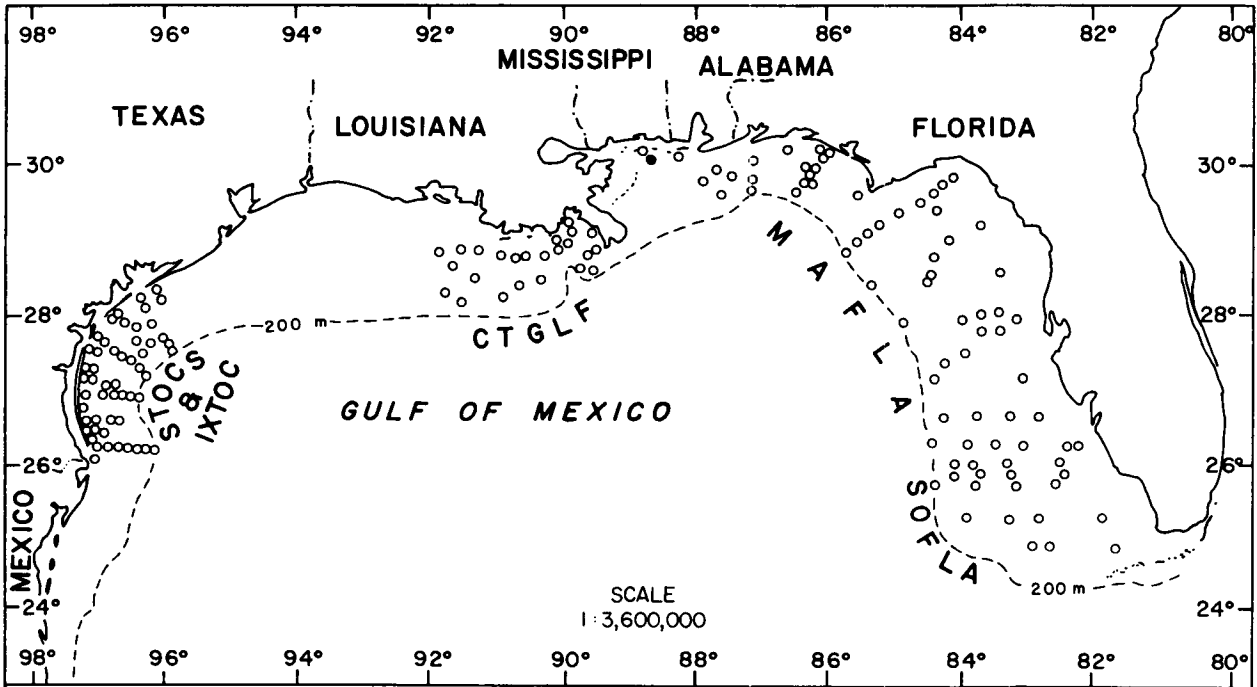 98° 96° 94° 92° 90° 88° 86° 84° 82° 80°
MISSISSIPPI ALABAMA
TEXAS LOUISIANA FLORIDA
30° 30°
MAFLA
28° 28°
200 m
CTGLF
STOCS
&
IXTOC
GULF OF MEXICO
26° 26°
SOFLA
MEXICO
200 m
SCALE
1:3,600,000
24° 24°
98° 96° 94° 92° 90° 88° 86° 84° 82° 80°